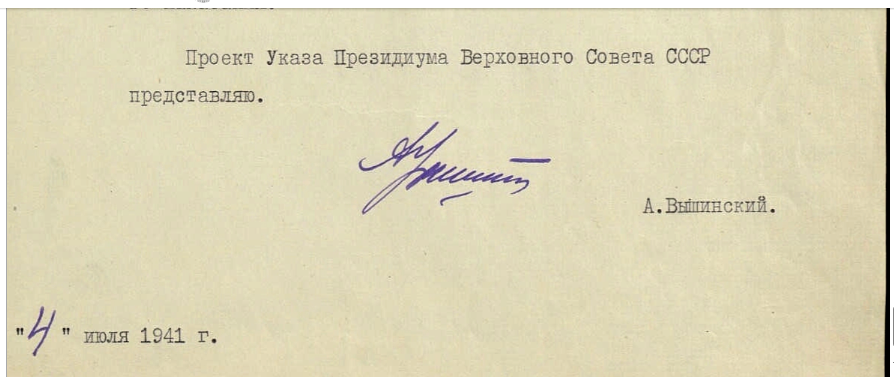 Проект Указа Президиума Верховного Совета СССР
представляю.
А.Вышинский.
"4" июля 1941 г.